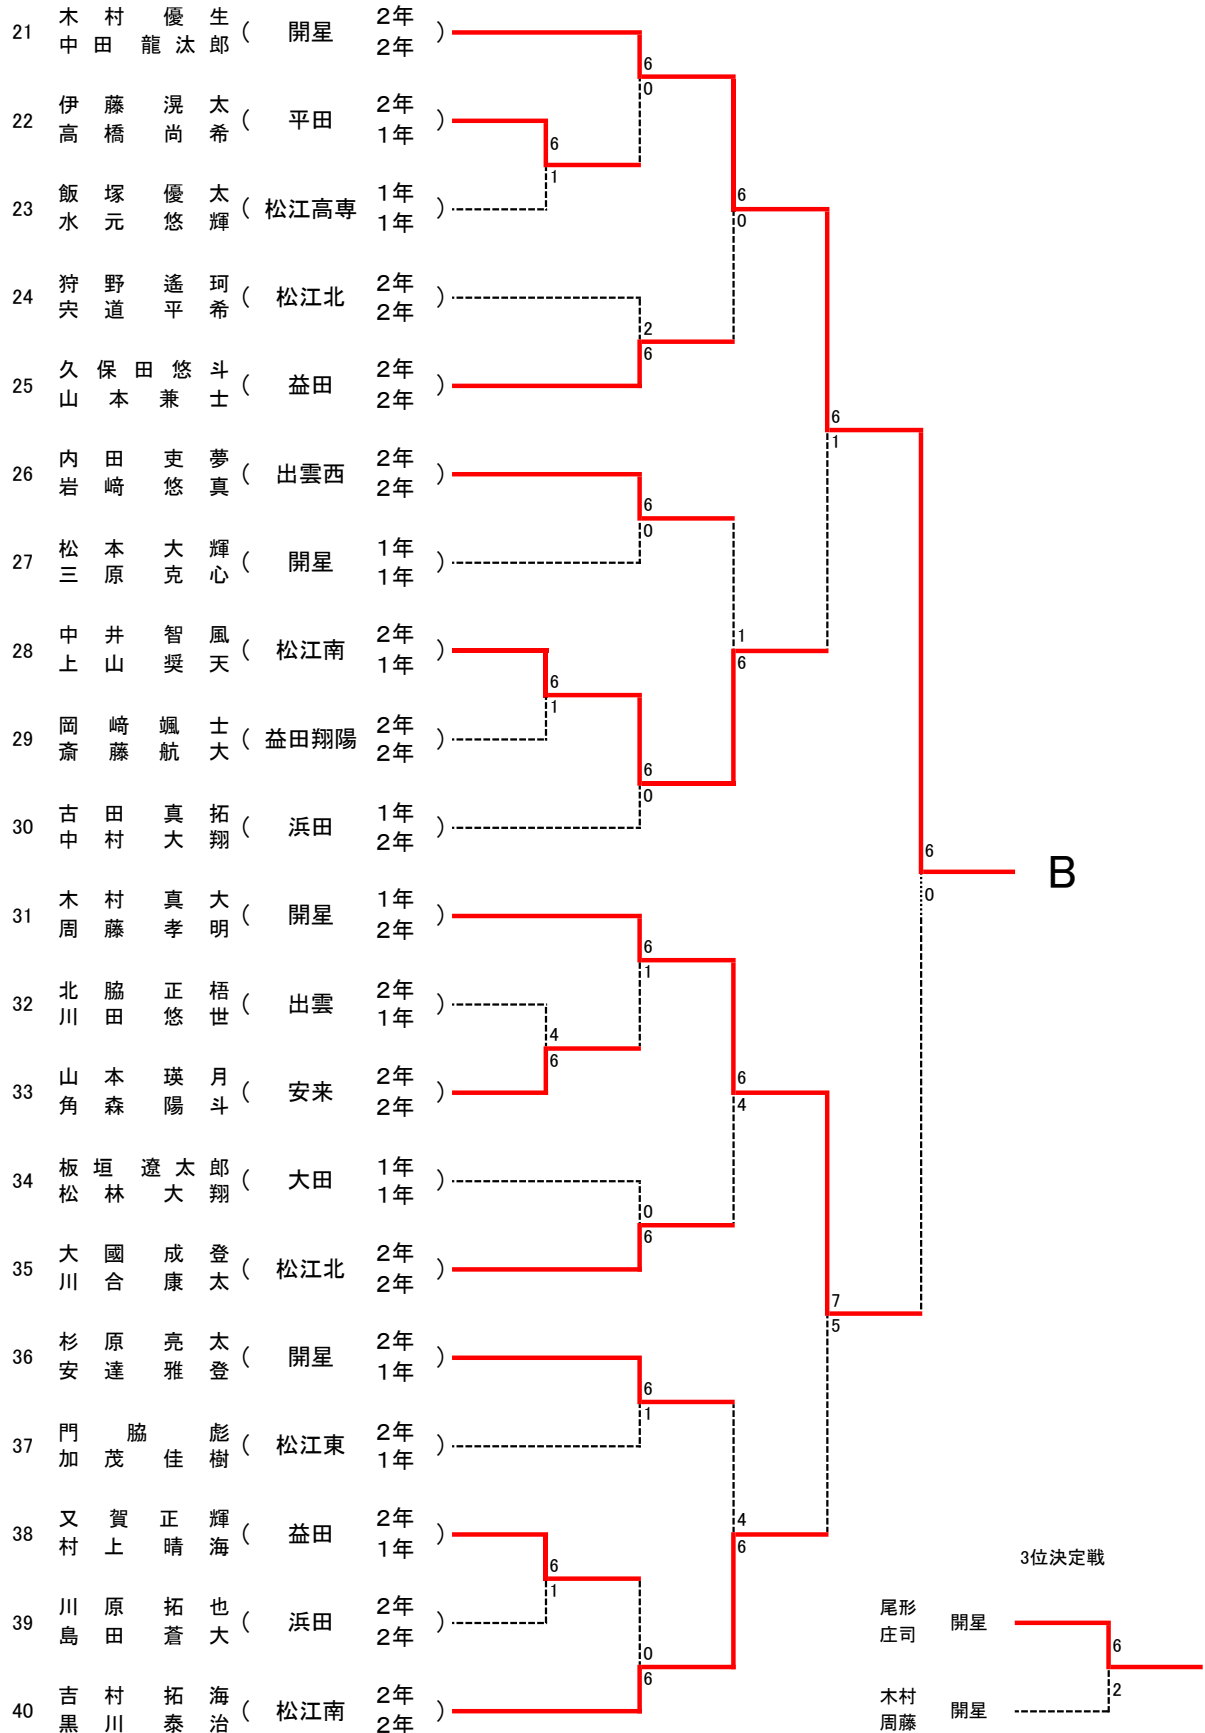 木村優生 2年
21 ( 開星 )
中田龍汰郎 2年
6
0
伊藤滉太 2年
22 ( 平田 )
高橋尚希 1年
6
1
飯塚優太 1年
23 ( 松江高専 )
水元悠輝 1年
6
0
狩野遙珂 2年
24 ( 松江北 )
宍道平希 2年
2
6
久保田悠斗 2年
25 ( 益田 )
山本兼士 2年
6
1
内田吏夢 2年
26 ( 出雲西 )
岩﨑悠真 2年
6
0
松本大輝 1年
27 ( 開星 )
三原克心 1年
中井智風 2年
28 ( 松江南 )
上山奨天 1年
1
6
6
1
岡﨑颯士 2年
29 ( 益田翔陽 )
斎藤航大 2年
6
0
古田真拓 1年
30 ( 浜田 )
中村大翔 2年
6
B
0
木村真大 1年
31 ( 開星 )
周藤孝明 2年
6
1
北脇正梧 2年
32 ( 出雲 )
川田悠世 1年
4
6
山本瑛月 2年
33 ( 安来 )
角森陽斗 2年
6
4
板垣遼太郎 1年
34 ( 大田 )
松林大翔 1年
0
6
大國成登 2年
35 ( 松江北 )
川合康太 2年
7
5
杉原亮太 2年
36 ( 開星 )
安達雅登 1年
6
1
門脇彪 2年
37 ( 松江東 )
加茂佳樹 1年
又賀正輝 2年
38 ( 益田 )
村上晴海 1年
4
6
6
1
3位決定戦
川原拓也 2年
39 ( 浜田 )
島田蒼大 2年
尾形
開星
庄司
6
2
0
6
吉村拓海 2年
40 ( 松江南 )
黒川泰治 2年
木村
開星
周藤